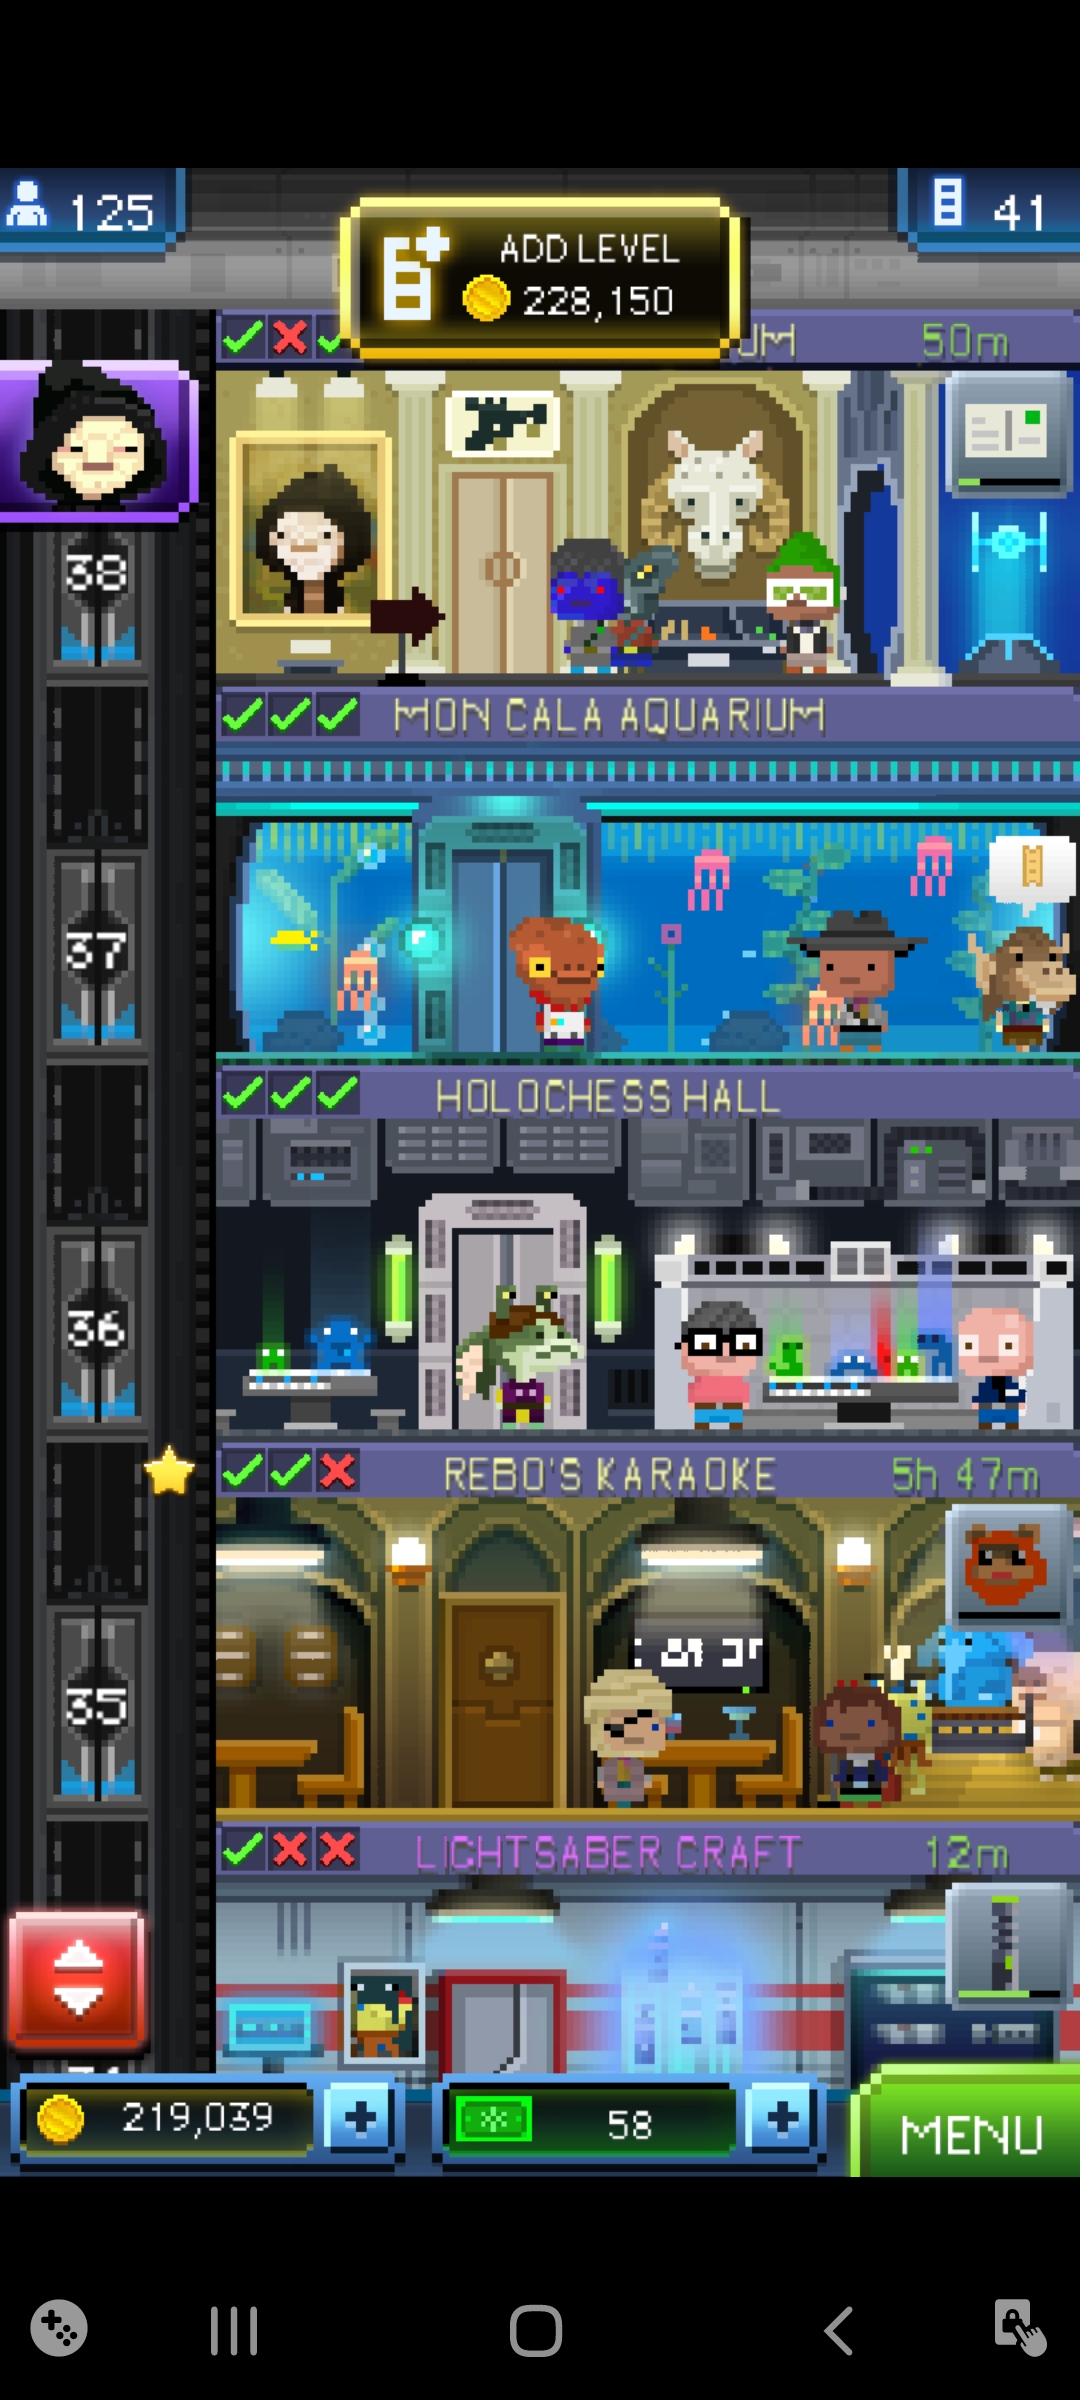 125
41
ADD LEVEL
228,150
UM 50m
38
MON CALA AQUARIUM
37
HOLOCHESS HALL
36
REBO'S KARAOKE 5h 47m
35
LIGHTSABER CRAFT 12m
219,039
58
MENU